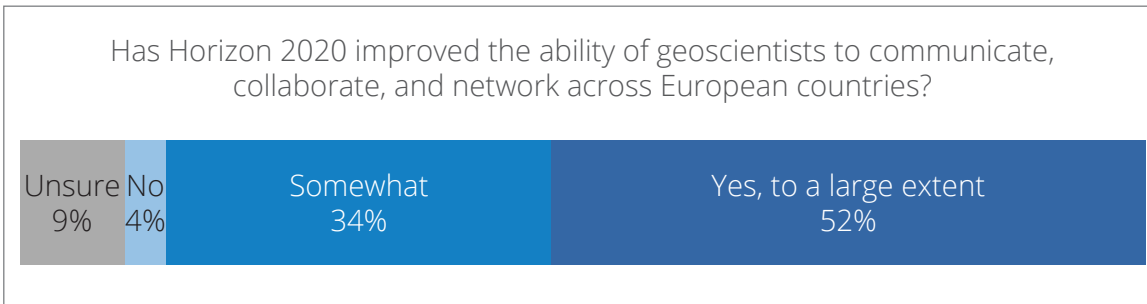 Has Horizon 2020 improved the ability of geoscientists to communicate,
collaborate, and network across European countries?
Unsure
9%
No
4%
Somewhat
34%
Yes, to a large extent
52%